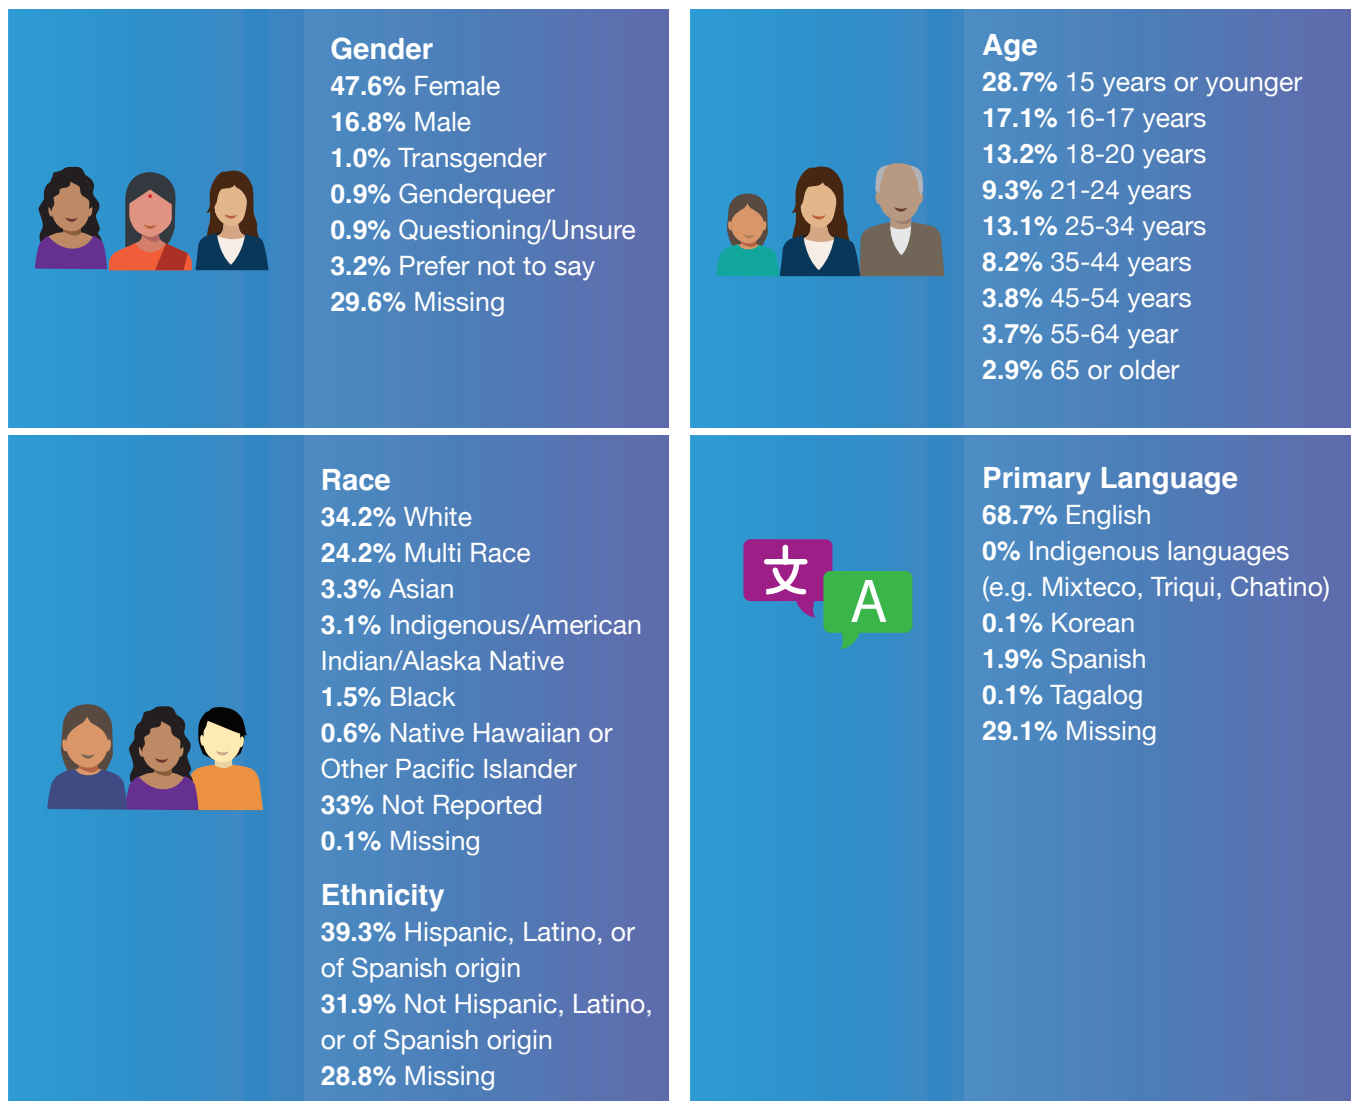 Gender
47.6% Female
16.8% Male
1.0% Transgender
0.9% Genderqueer
0.9% Questioning/Unsure
3.2% Prefer not to say
29.6% Missing
Age
28.7% 15 years or younger
17.1% 16-17 years
13.2% 18-20 years
9.3% 21-24 years
13.1% 25-34 years
8.2% 35-44 years
3.8% 45-54 years
3.7% 55-64 year
2.9% 65 or older
Race
34.2% White
24.2% Multi Race
3.3% Asian
3.1% Indigenous/American
Indian/Alaska Native
1.5% Black
0.6% Native Hawaiian or
Other Pacific Islander
33% Not Reported
0.1% Missing
Ethnicity
39.3% Hispanic, Latino, or
of Spanish origin
31.9% Not Hispanic, Latino,
or of Spanish origin
28.8% Missing
文
A
Primary Language
68.7% English
0% Indigenous languages
(e.g. Mixteco, Triqui, Chatino)
0.1% Korean
1.9% Spanish
0.1% Tagalog
29.1% Missing